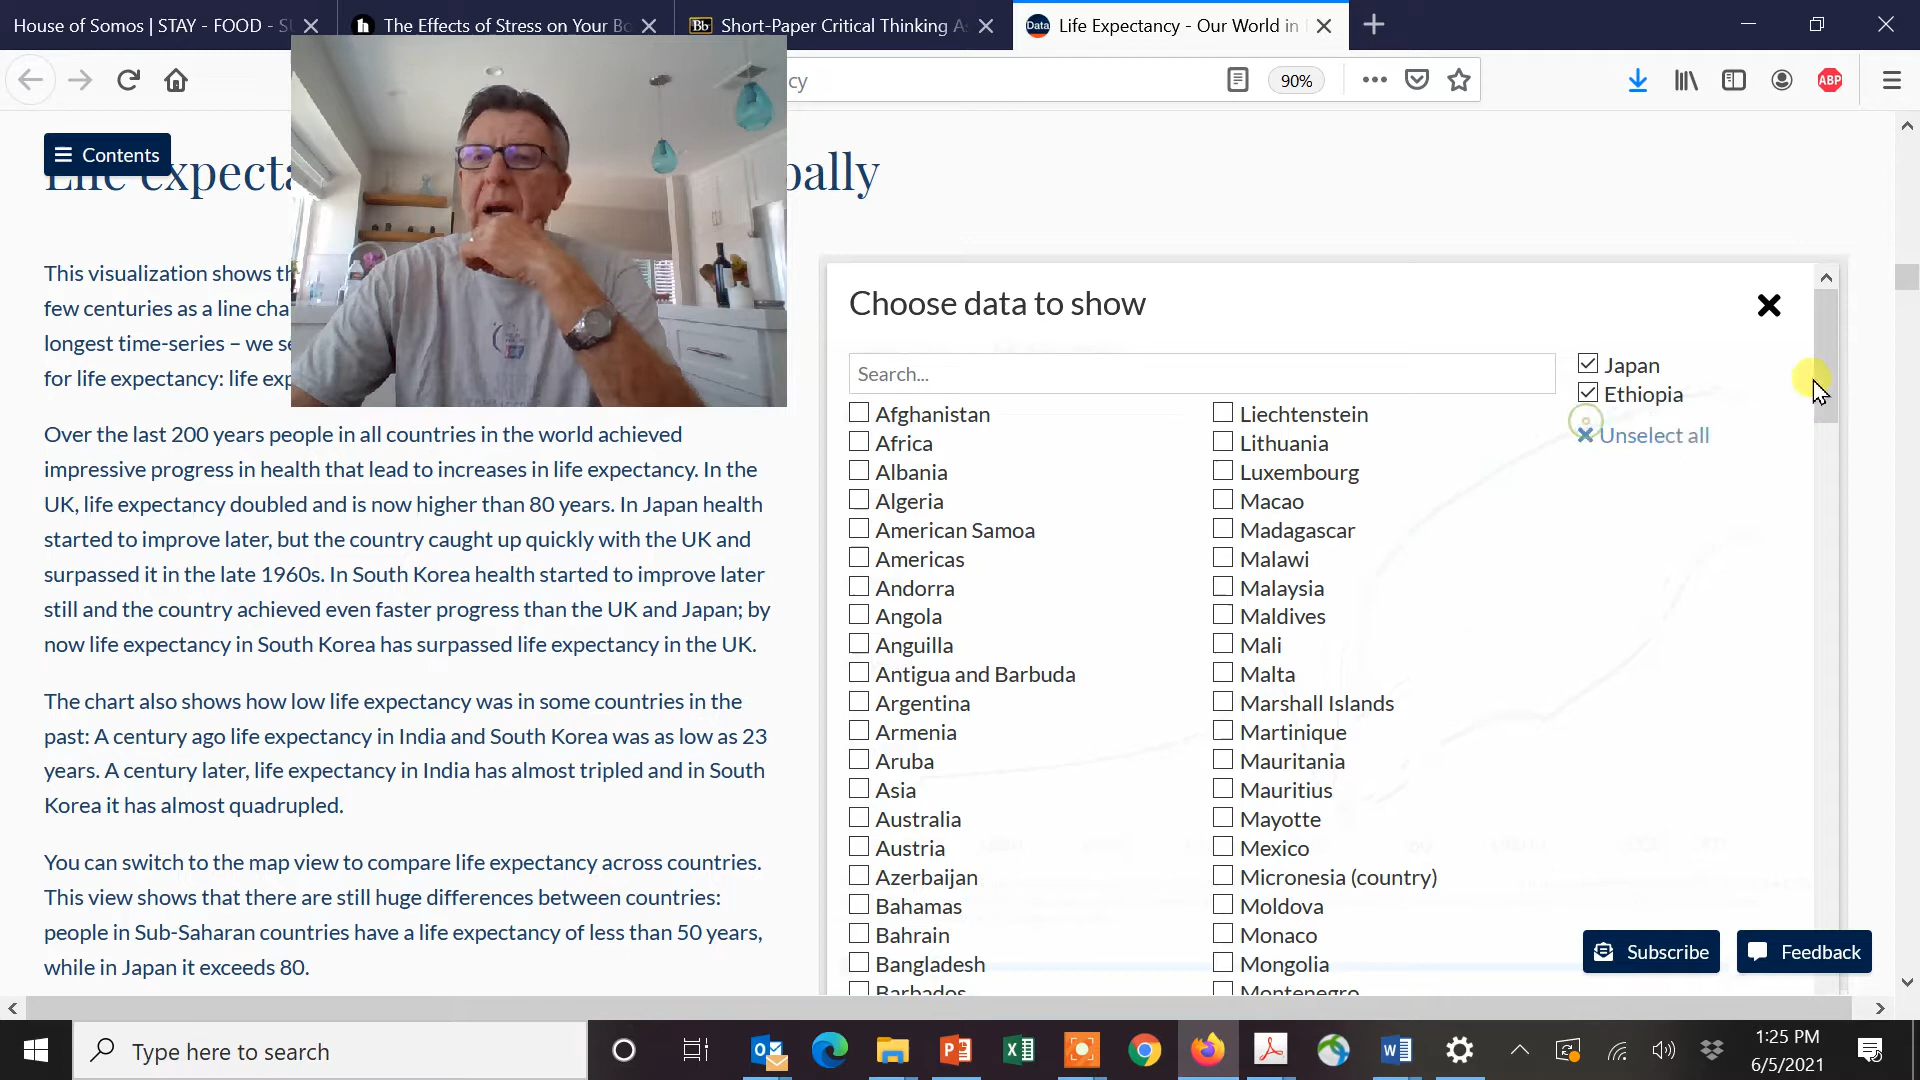 House of Somos | STAY - FOOD - S
The Effects of Stress on Your Bo
Short-Paper Critical Thinking As
Life Expectancy - Our World in
cy
90%
ABP
Contents
Life expecta
bally
This visualization shows th
few centuries as a line cha
longest time-series – we se
for life expectancy: life exp
Over the last 200 years people in all countries in the world achieved
impressive progress in health that lead to increases in life expectancy. In the
UK, life expectancy doubled and is now higher than 80 years. In Japan health
started to improve later, but the country caught up quickly with the UK and
surpassed it in the late 1960s. In South Korea health started to improve later
still and the country achieved even faster progress than the UK and Japan; by
now life expectancy in South Korea has surpassed life expectancy in the UK.
The chart also shows how low life expectancy was in some countries in the
past: A century ago life expectancy in India and South Korea was as low as 23
years. A century later, life expectancy in India has almost tripled and in South
Korea it has almost quadrupled.
You can switch to the map view to compare life expectancy across countries.
This view shows that there are still huge differences between countries:
people in Sub-Saharan countries have a life expectancy of less than 50 years,
while in Japan it exceeds 80.
Choose data to show
Search...
Afghanistan
Africa
Albania
Algeria
American Samoa
Americas
Andorra
Angola
Anguilla
Antigua and Barbuda
Argentina
Armenia
Aruba
Asia
Australia
Austria
Azerbaijan
Bahamas
Bahrain
Bangladesh
Barbados
Liechtenstein
Lithuania
Luxembourg
Macao
Madagascar
Malawi
Malaysia
Maldives
Mali
Malta
Marshall Islands
Martinique
Mauritania
Mauritius
Mayotte
Mexico
Micronesia (country)
Moldova
Monaco
Mongolia
Montenegro
Japan
Ethiopia
Unselect all
Subscribe
Feedback
Type here to search
1:25 PM
6/5/2021